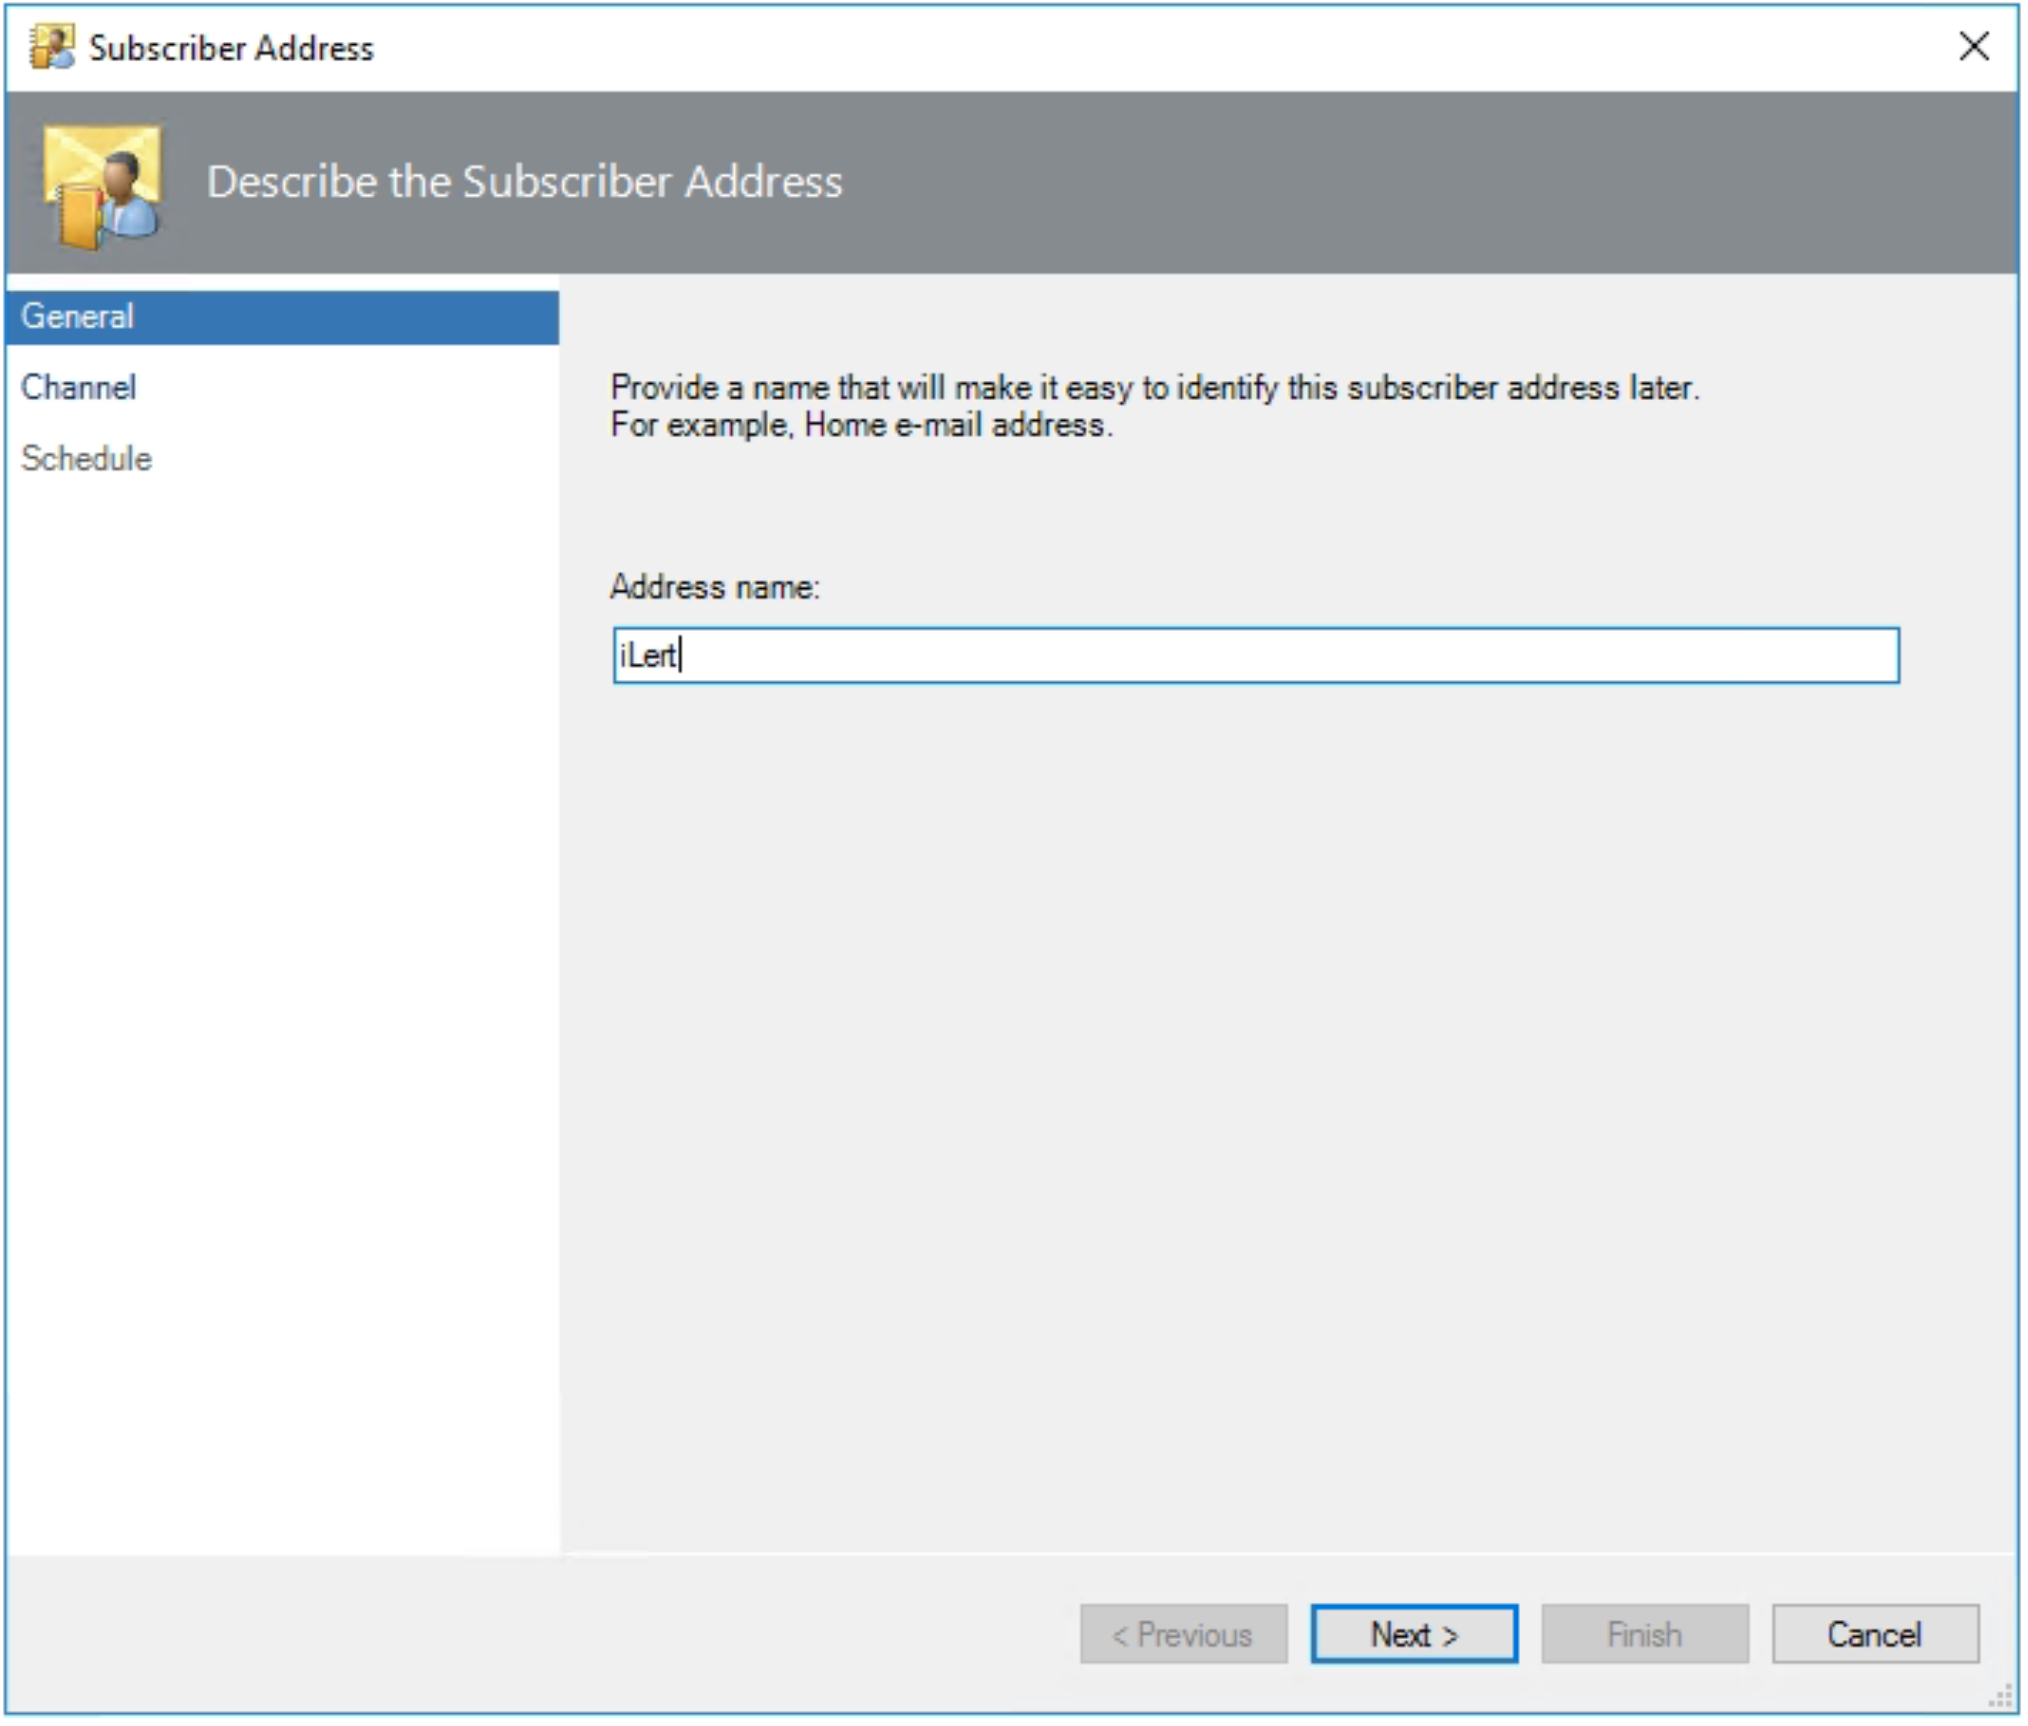 Subscriber Address
Describe the Subscriber Address
General
Channel
Schedule
Provide a name that will make it easy to identify this subscriber address later.
For example, Home e-mail address.
Address name:
iLert
< Previous
Next >
Finish
Cancel